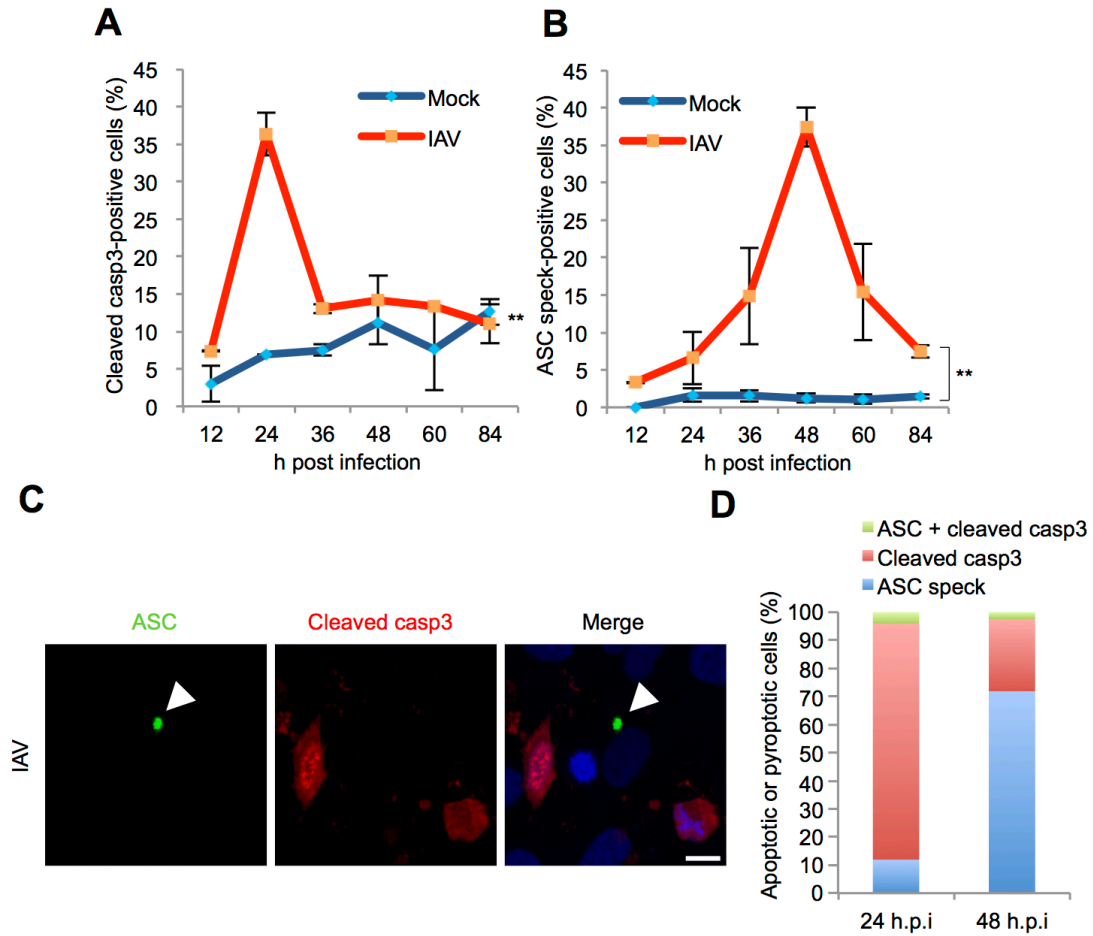 A
Cleaved casp3-positive cells (%)
45
40
35
30
25
20
15
10
5
0
Mock
IAV
**
12 24 36 48 60 84
h post infection
B
ASC speck-positive cells (%)
45
40
35
30
25
20
15
10
5
0
Mock
IAV
**
12 24 36 48 60 84
h post infection
C
ASC Cleaved casp3 Merge
IAV
D
ASC + cleaved casp3
Cleaved casp3
ASC speck
Apoptotic or pyroptotic cells (%)
100
90
80
70
60
50
40
30
20
10
0
24 h.p.i 48 h.p.i